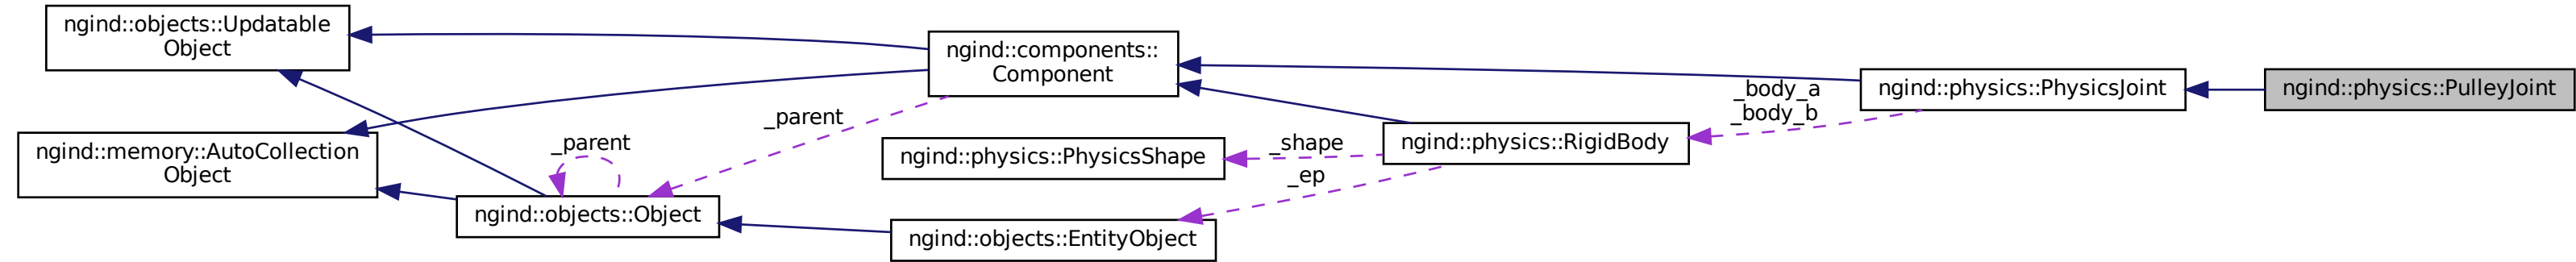 ngind::objects::Updatable
Object
ngind::memory::AutoCollection
Object
_parent
ngind::objects::Object
_parent
ngind::components::
Component
ngind::physics::PhysicsShape
ngind::objects::EntityObject
_shape
_ep
ngind::physics::RigidBody
_body_a
_body_b
ngind::physics::PhysicsJoint
ngind::physics::PulleyJoint